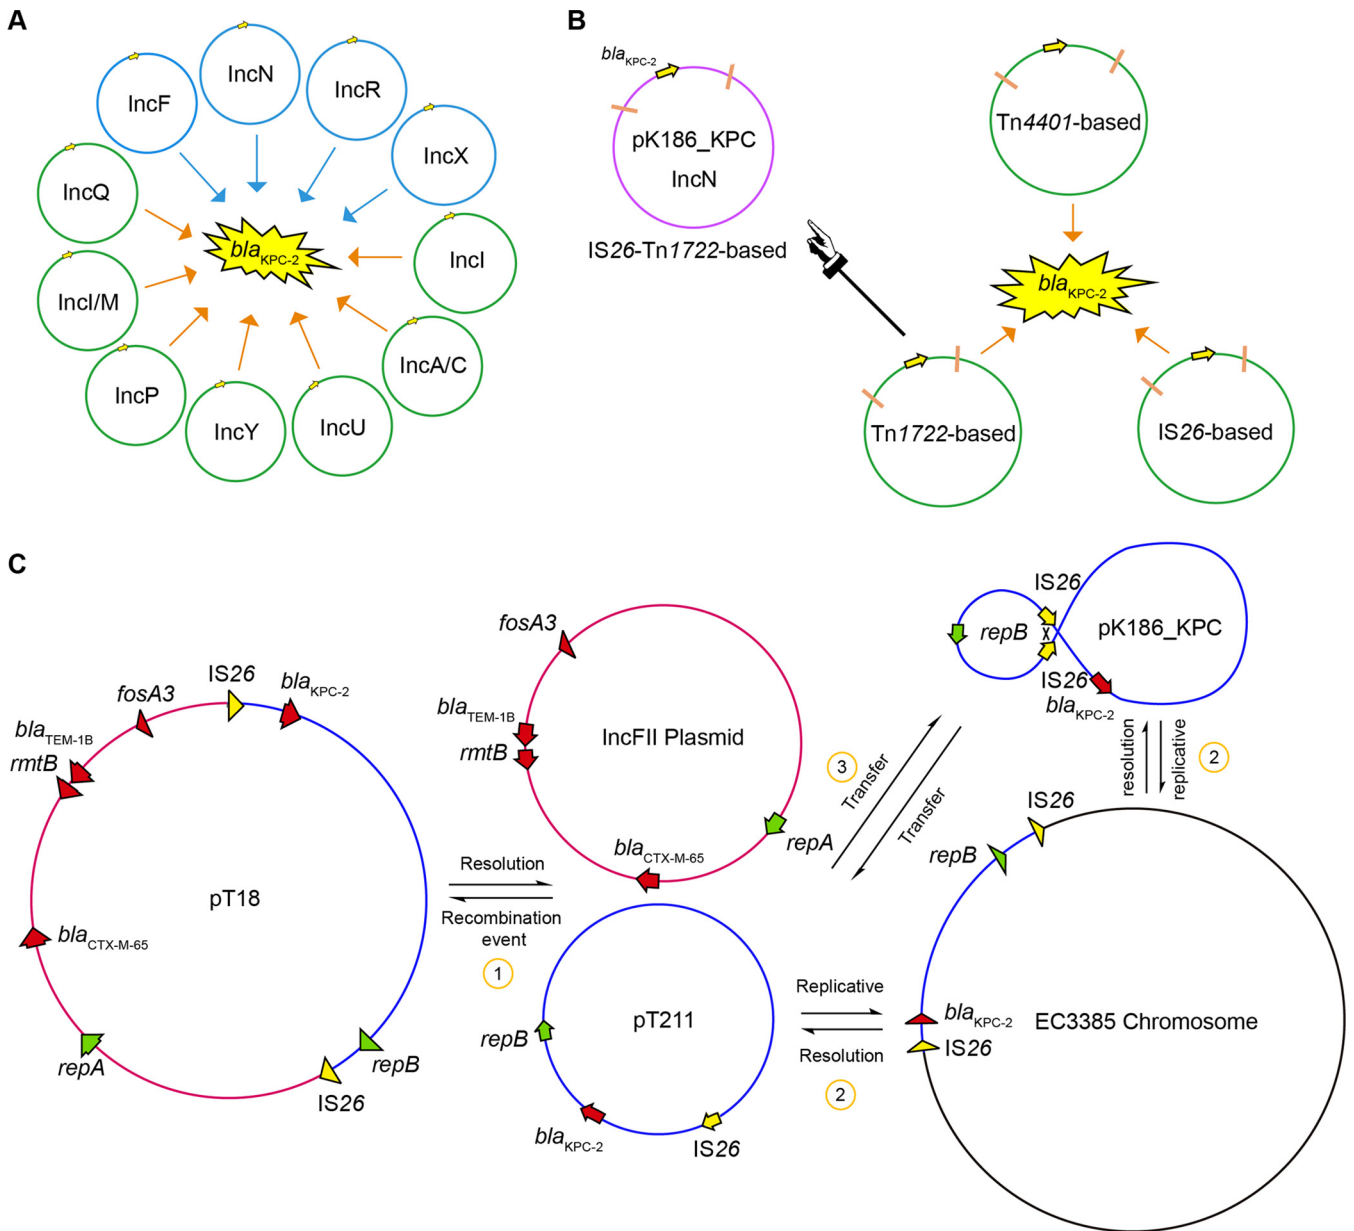 A
IncF
IncN
IncR
IncX
IncQ
IncI
IncI/M
IncA/C
IncP
IncY
IncU
blaKPC-2
B
blaKPC-2
pK186_KPC
IncN
IS26-Tn1722-based
Tn4401-based
blaKPC-2
Tn1722-based
IS26-based
C
IS26
blaKPC-2
fosA3
blaTEM-1B
rmtB
pT18
blaCTX-M-65
repA
repB
IS26
Resolution
Recombination
event
1
fosA3
blaTEM-1B
rmtB
IncFII Plasmid
repA
blaCTX-M-65
pT211
repB
blaKPC-2
IS26
3
Transfer
Transfer
Replicative
Resolution
2
IS26
repB
pK186_KPC
IS26
blaKPC-2
resolution
replicative
2
IS26
repB
blaKPC-2
IS26
EC3385 Chromosome